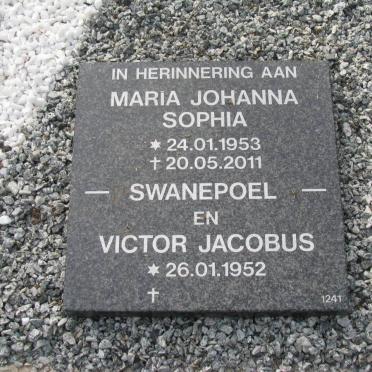 IN HERINNERING AAN
MARIA JOHANNA
SOPHIA
✶ 24.01.1953
✝ 20.05.2011
— SWANEPOEL —
EN
VICTOR JACOBUS
✶ 26.01.1952
✝
1241